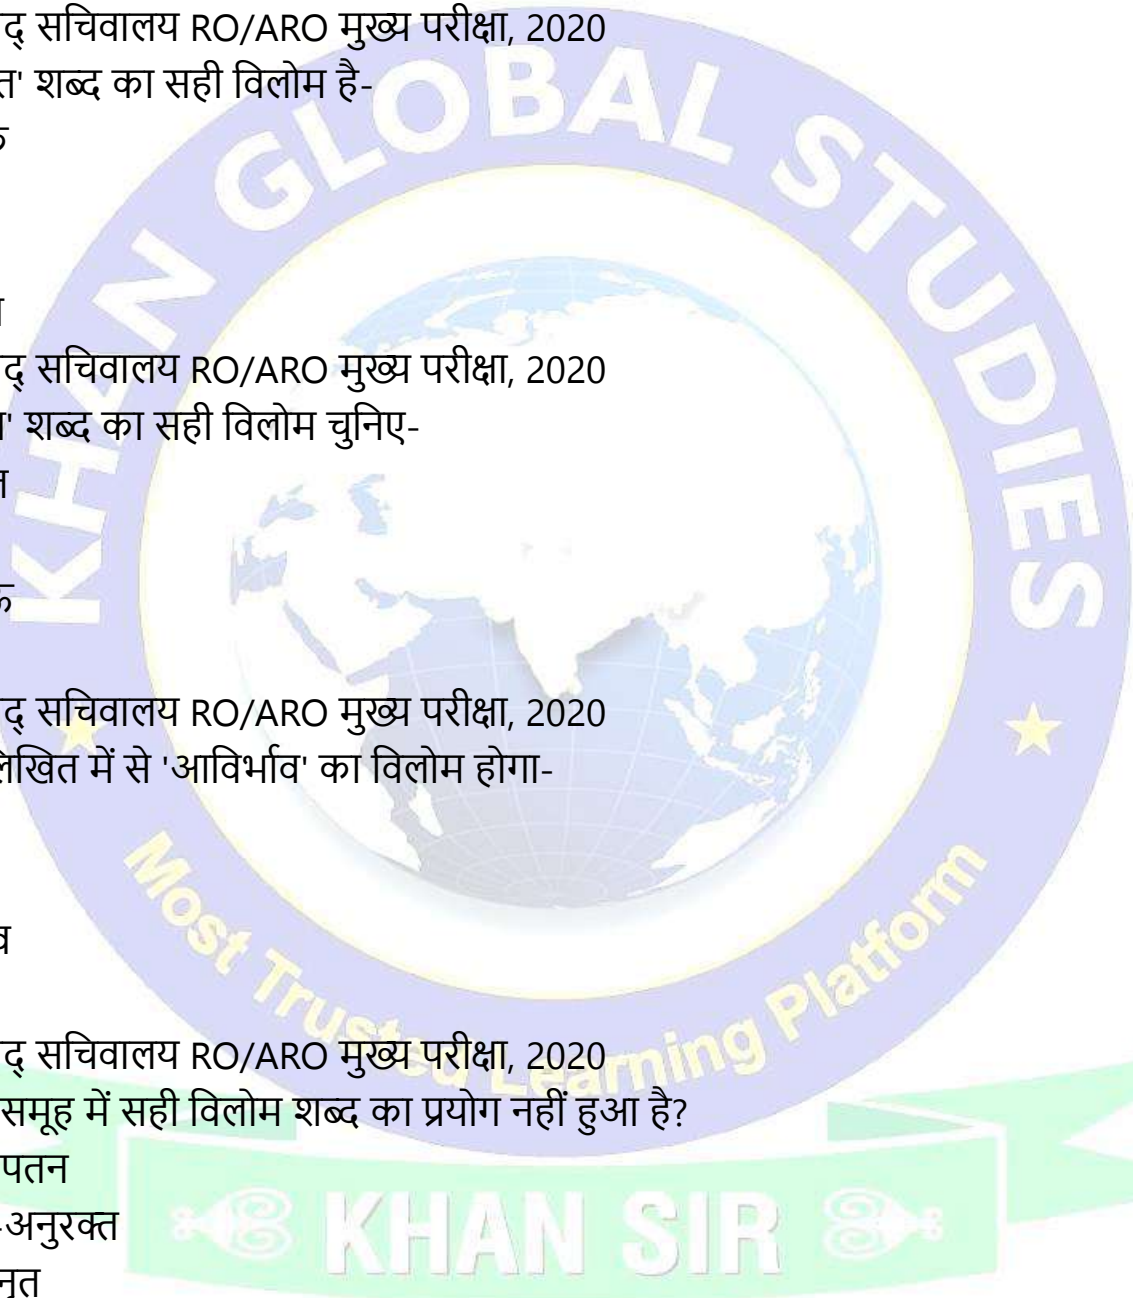 द् सचिवालय RO/ARO मुख्य परीक्षा, 2020
त' शब्द का सही विलोम है-
द् सचिवालय RO/ARO मुख्य परीक्षा, 2020
' शब्द का सही विलोम चुनिए-
द् सचिवालय RO/ARO मुख्य परीक्षा, 2020
लिखित में से 'आविर्भाव' का विलोम होगा-
व
द् सचिवालय RO/ARO मुख्य परीक्षा, 2020
समूह में सही विलोम शब्द का प्रयोग नहीं हुआ है?
पतन
-अनुरक्त
नृत
KHAN GLOBAL STUDIES
Most Trusted Learning Platform
KHAN SIR